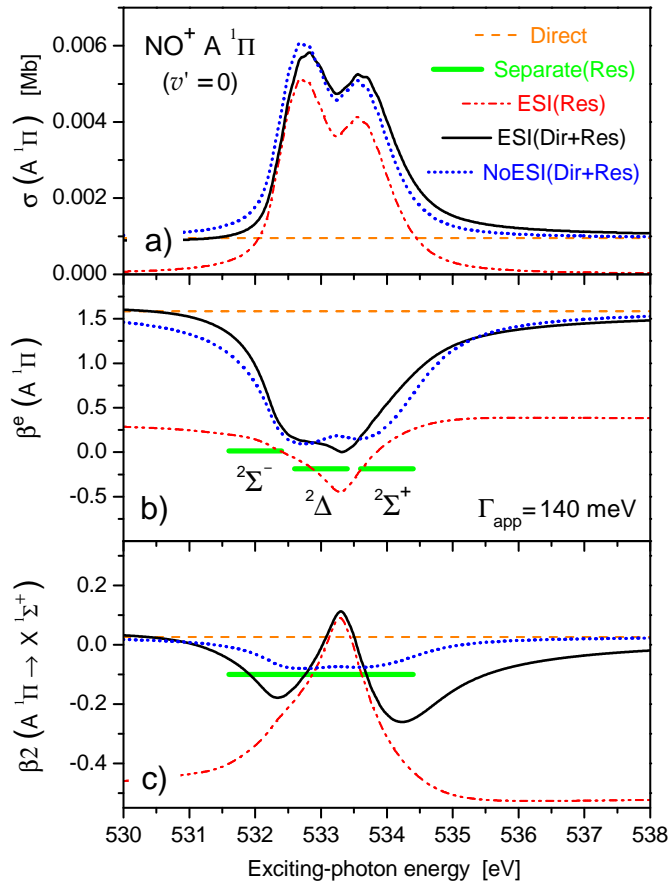 0.006
0.004
0.002
0.000
σ (A ¹Π) [Mb]
NO⁺ A ¹Π
(v' = 0)
Direct
Separate(Res)
ESI(Res)
ESI(Dir+Res)
NoESI(Dir+Res)
a)
1.5
1.0
0.5
0.0
-0.5
βᵉ (A ¹Π)
²Σ⁻
²Δ
²Σ⁺
b)
Γapp = 140 meV
0.2
0.0
-0.2
-0.4
β2 (A ¹Π → X ¹Σ⁺)
c)
530 531 532 533 534 535 536 537 538
Exciting-photon energy [eV]